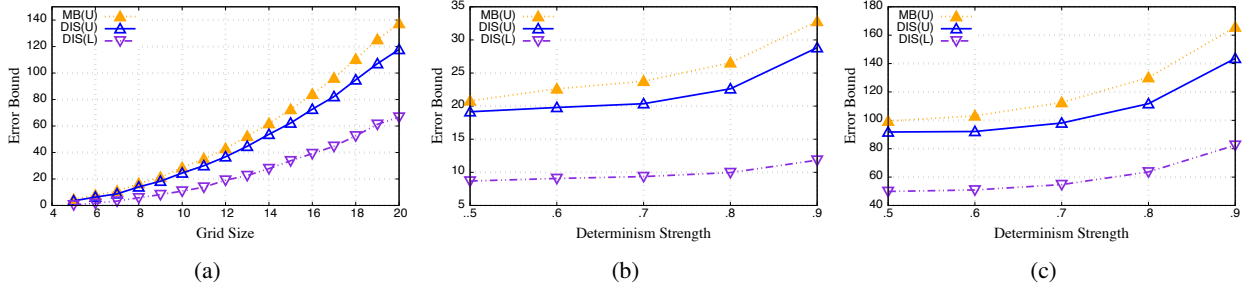 MB(U)
DIS(U)
DIS(L)
Error Bound
140
120
100
80
60
40
20
0
4 6 8 10 12 14 16 18 20
Grid Size
(a)
MB(U)
DIS(U)
DIS(L)
Error Bound
35
30
25
20
15
10
5
..5 .6 .7 .8 .9
Determinism Strength
(b)
MB(U)
DIS(U)
DIS(L)
Error Bound
180
160
140
120
100
80
60
40
.5 .6 .7 .8 .9
Determinism Strength
(c)